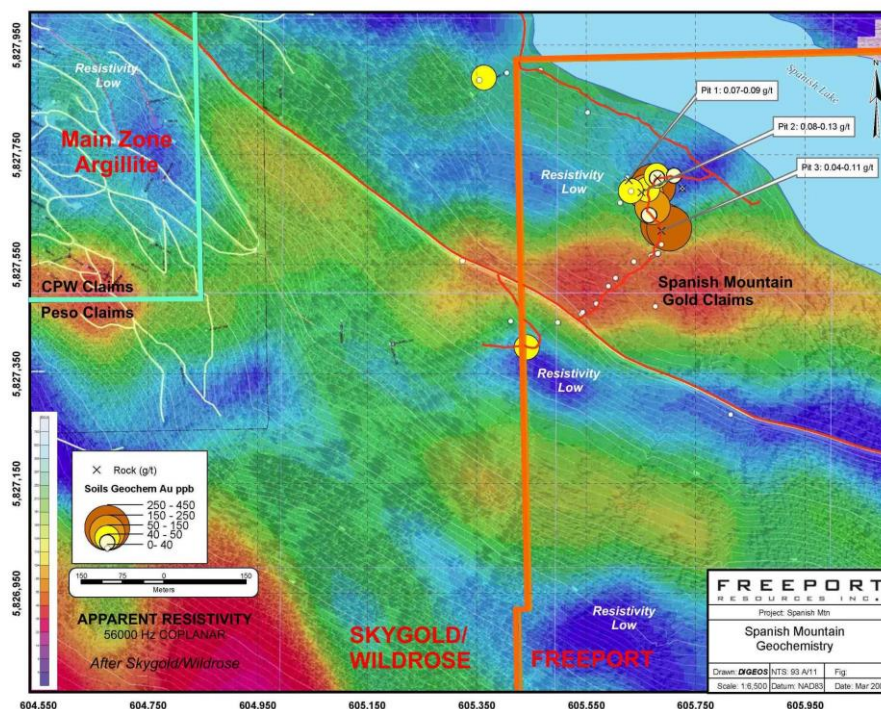 5,827,950
5,827,750
5,827,550
5,827,350
5,827,150
5,826,950
Resistivity
Low
Main Zone
Argillite
CPW Claims
Peso Claims
Spanish Lake
N
Pit 1: 0.07-0.09 g/t
Pit 2: 0.08-0.13 g/t
Pit 3: 0.04-0.11 g/t
Resistivity
Low
Spanish Mountain
Gold Claims
Resistivity
Low
Rock (g/t)
Soils Geochem Au ppb
250 - 450
150 - 250
50 - 150
40 - 50
0- 40
150 75 0 150
Meters
APPARENT RESISTIVITY
56000 HZ COPLANAR
After Skygold/Wildrose
SKYGOLD/
WILDROSE
FREEPORT
Resistivity
Low
FREEPORT
RESOURCES INC.
Project: Spanish Mtn
Spanish Mountain
Geochemistry
Drawn: DIGEOS NTS: 93 A/11 Fig:
Scale: 1:6,500 Datum: NAD83 Date: Mar 200
604.550 604.750 604.950 605.150 605.350 605.550 605.750 605.950